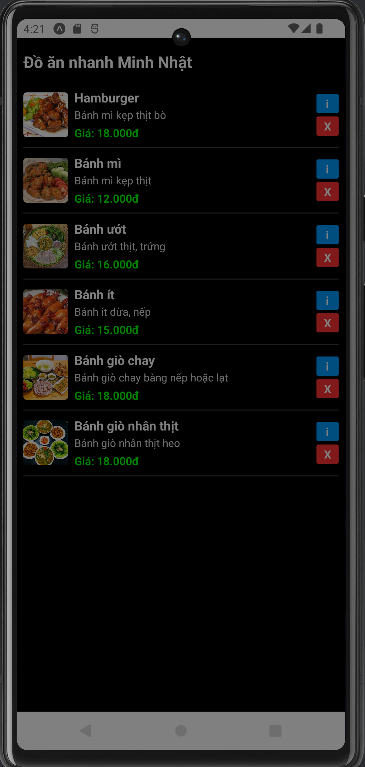 4:21
Đồ ăn nhanh Minh Nhật
Hamburger
Bánh mì kẹp thịt bò
Giá: 18.000đ
i
X
Bánh mì
Bánh mì kẹp thịt
Giá: 12.000đ
i
X
Bánh ướt
Bánh ướt thịt, trứng
Giá: 16.000đ
i
X
Bánh ít
Bánh ít dừa, nếp
Giá: 15.000đ
i
X
Bánh giò chay
Bánh giò chay bằng nếp hoặc lạt
Giá: 18.000đ
i
X
Bánh giò nhân thịt
Bánh giò nhân thịt heo
Giá: 18.000đ
i
X